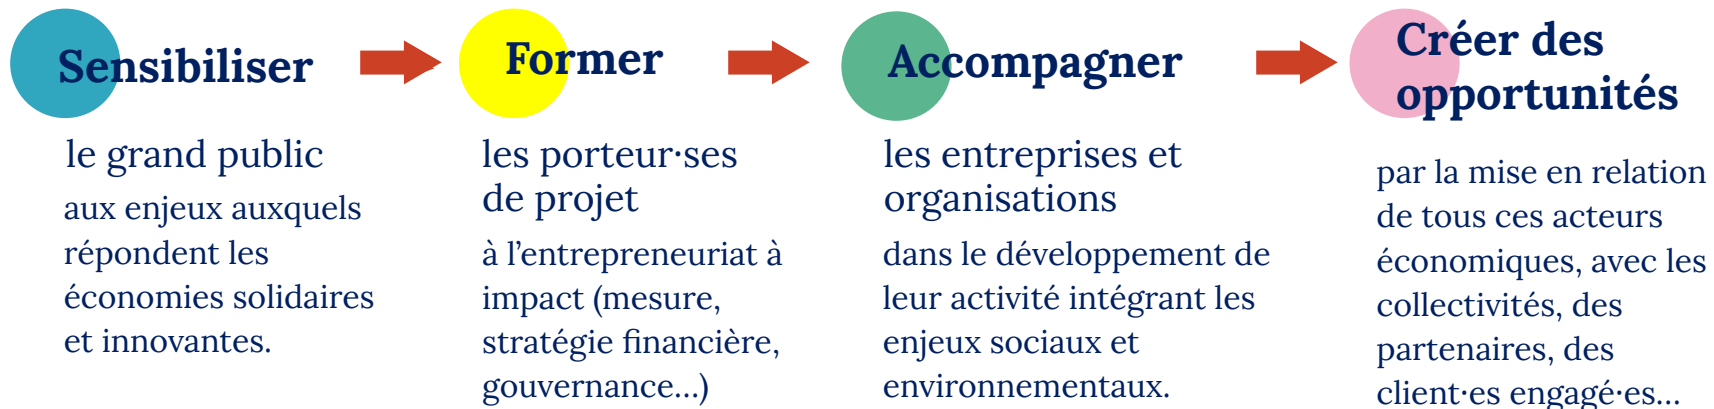 Sensibiliser
le grand public
aux enjeux auxquels
répondent les
économies solidaires
et innovantes.
Former
les porteur·ses
de projet
à l’entrepreneuriat à
impact (mesure,
stratégie financière,
gouvernance…)
Accompagner
les entreprises et
organisations
dans le développement de
leur activité intégrant les
enjeux sociaux et
environnementaux.
Créer des
opportunités
par la mise en relation
de tous ces acteurs
économiques, avec les
collectivités, des
partenaires, des
client·es engagé·es…